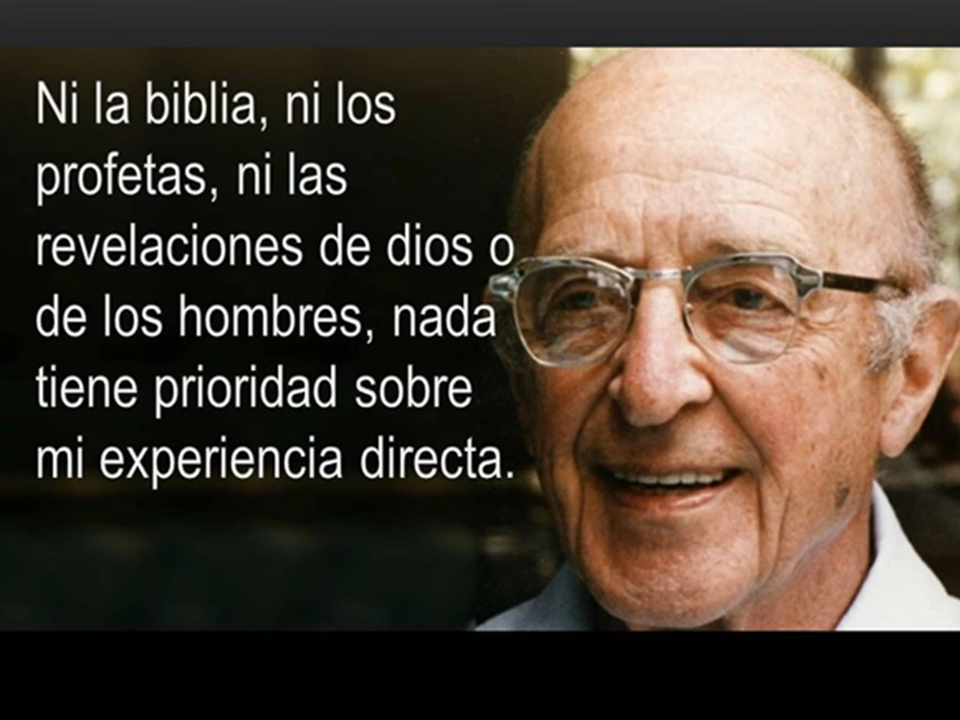 Ni la biblia, ni los
profetas, ni las
revelaciones de dios o
de los hombres, nada
tiene prioridad sobre
mi experiencia directa.